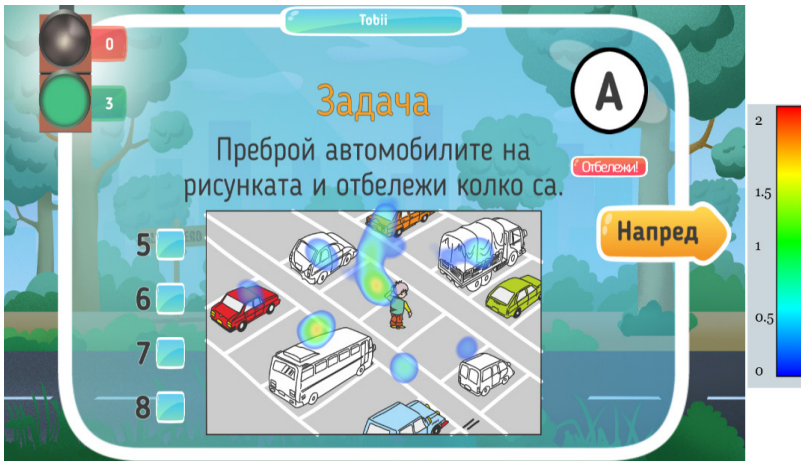 Tobii
0
3
Задача
A
Преброй автомобилите на
рисунката и отбележи колко са.
Отбележи!
Напред
5
6
7
8
2
1.5
1
0.5
0